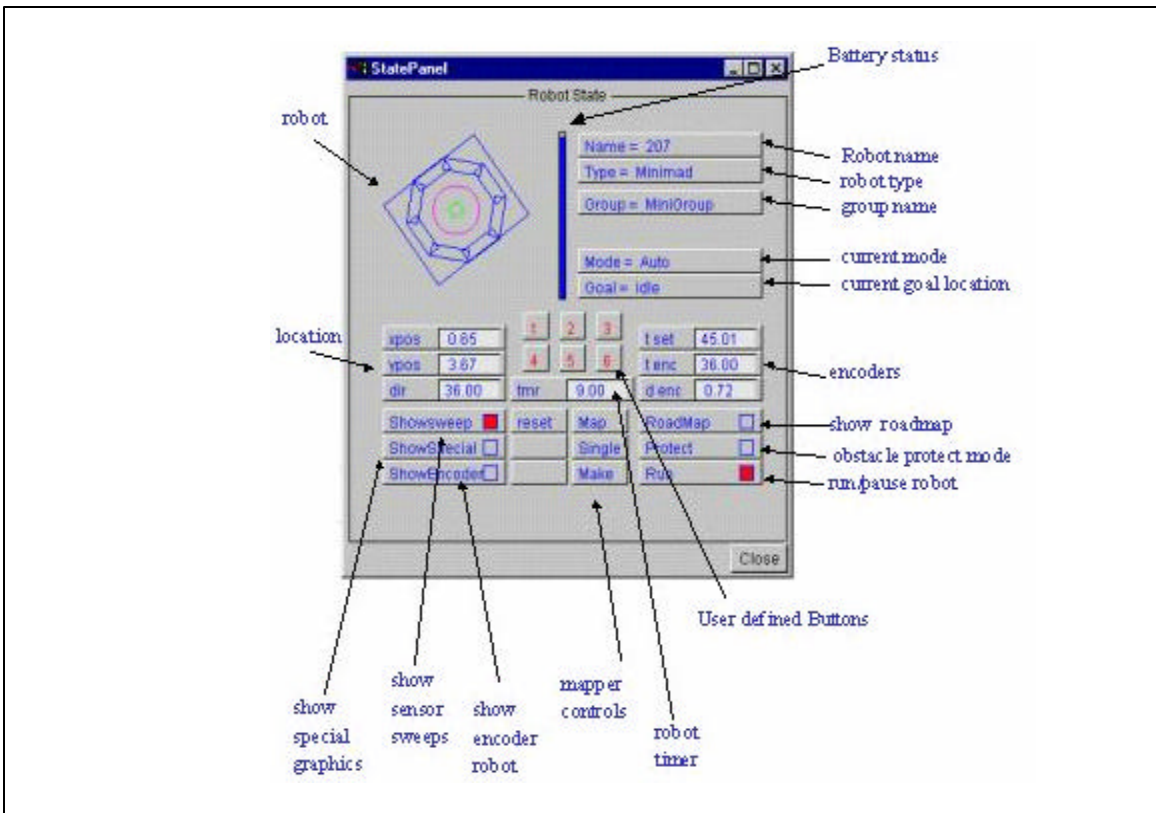 Battery status
StatePanel
Robot State
robot
Name = 207
Robot name
Type = Minimad
robot type
Group = MiniGroup
group name
Mode = Auto
current mode
Goal = Idle
current goal location
location
1 2 3
4 5 6
xpos 0.65
ypos 3.67
dir 36.00
tmr 9.00
t set 45.01
t enc 36.00
d enc 0.72
encoders
Showsweep
reset
Map
RoadMap
show roadmap
ShowSpecial
Single
Protect
obstacle protect mode
ShowEncoder
Make
Run
run/pause robot
Close
User defined Buttons
show
special
graphics
show
sensor
sweeps
show
encoder
robot
mapper
controls
robot
timer